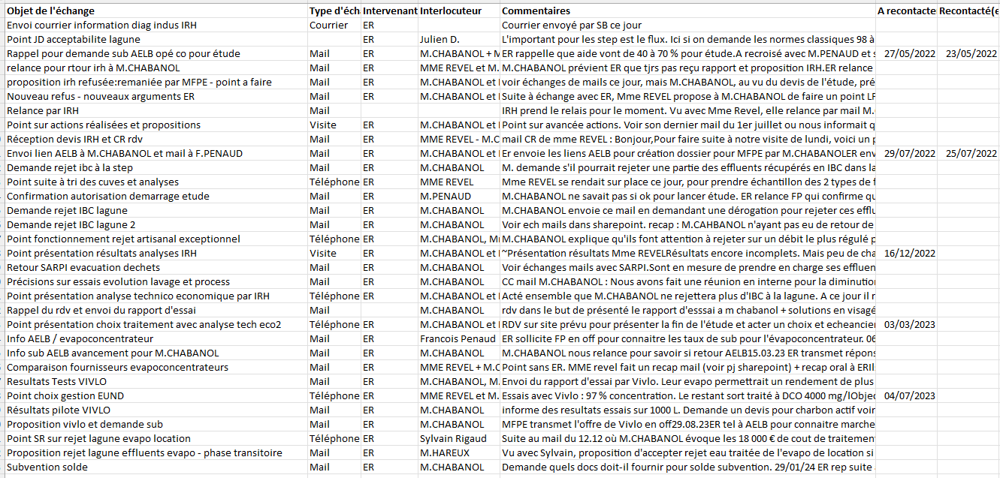 Objet de l'échange Type d'éch Intervenant Interlocuteur Commentaires A recontacte Recontacté(e
Envoi courrier information diag indus IRH Courrier ER Courrier envoyé par SB ce jour
Point JD acceptabilite lagune ER Julien D. L'important pour les step est le flux. Ici si on demande les normes classiques 98 à
Rappel pour demande sub AELB opé co pour étude Mail ER M.CHABANOL + M ER rappelle que aide vont de 40 à 70 % pour étude.A recroisé avec M.PENAUD et s 27/05/2022 23/05/2022
relance pour rtour irh à M.CHABANOL Mail ER MME REVEL et M. M.CHABANOL prévient ER que tjrs pas reçu rapport et proposition IRH.ER relance
proposition irh refusée:remaniée par MFPE - point a faire Mail ER M.CHABANOL et voir échanges de mails ce jour, mais M.CHABANOL, au vu du devis de l'étude, pré
Nouveau refus - nouveaux arguments ER Mail ER M.CHABANOL et Suite à échange avec ER, Mme REVEL propose à M.CHABANOL de faire un point LF
Relance par IRH Mail IRH prend le relais pour le moment. Vu avec Mme Revel, elle relance par mail M.
Point sur actions réalisées et propositions Visite ER M.CHABANOL et Point sur avancée actions. Voir son dernier mail du 1er juillet ou nous informait q
Réception devis IRH et CR rdv Mail ER MME REVEL - M.C mail CR de mme REVEL : Bonjour,Pour faire suite à notre visite de lundi, voici un p
Envoi lien AELB à M.CHABANOL et mail à F.PENAUD Mail ER M.CHABANOL et Er envoie les liens AELB pour création dossier pour MFPE par M.CHABANOLER env 29/07/2022 25/07/2022
Demande rejet ibc à la step Mail ER M.CHABANOL M. demande s'il pourrait rejeter une partie des effluents récupérés en IBC dans la
Point suite à tri des cuves et analyses Téléphone ER MME REVEL Mme REVEL se rendait sur place ce jour, pour prendre échantillon des 2 types de f
Confirmation autorisation demarrage etude Mail ER M.PENAUD M.CHABANOL ne savait pas si ok pour lancer étude. ER relance FP qui confirme qu
Demande rejet IBC lagune Mail ER M.CHABANOL M.CHABANOL envoie ce mail en demandant une dérogation pour rejeter ces efflu
Demande rejet IBC lagune 2 Mail ER M.CHABANOL Voir ech mails dans sharepoint. recap : M.CAHBANOL n'ayant pas eu de retour de
Point fonctionnement rejet artisanal exceptionnel Téléphone ER M.CHABANOL, M M.CHABANOL explique qu'ils font attention à rejeter sur un débit le plus régulé p
Point présentation résultats analyses IRH Visite ER M.CHABANOL et ~Présentation résultats Mme REVELRésultats encore incomplets. Mais peu de cha 16/12/2022
Retour SARPI evacuation dechets Mail ER M.CHABANOL Voir échanges mails avec SARPI.Sont en mesure de prendre en charge ses effluen
Précisions sur essais evolution lavage et process Mail ER M.CHABANOL CC mail M.CHABANOL : Nous avons fait une réunion en interne pour la diminutio
Point présentation analyse technico economique par IRH Téléphone ER M.CHABANOL et Acté ensemble que M.CHABANOL ne rejettera plus d'IBC à la lagune. A ce jour il r
Rappel du rdv et envoi du rapport d'essai Mail M.CHABANOL rdv dans le but de présenté le rapport d'esssai a m chabanol + solutions en visagé
Point présentation choix traitement avec analyse tech eco2 Téléphone ER M.CHABANOL et RDV sur site prévu pour présenter la fin de l'étude et acter un choix et echeancier 03/03/2023
Info AELB / evapoconcentrateur Mail ER Francois Penaud ER sollicite FP en off pour connaitre les taux de sub pour l'évapoconcentrateur. 06
Info sub AELB avancement pour M.CHABANOL Mail ER M.CHABANOL M.CHABANOL nous relance pour savoir si retour AELB15.03.23 ER transmet répons
Comparaison fournisseurs evapoconcentrateurs Mail ER MME REVEL + M.C Point sans ER. MME revel fait un recap mail (voir pj sharepoint) + recap oral à ERIl
Resultats Tests VIVLO Mail ER M.CHABANOL, M. Envoi du rapport d'essai par Vivlo. Leur evapo permettrait un rendement de plus
Point choix gestion EUND Téléphone ER MME REVEL et M. Essais avec Vivlo : 97 % concentration. Le restant sort traité à DCO 4000 mg/lObjec 04/07/2023
Résultats pilote VIVLO Mail ER M.CHABANOL informe des resultats essais sur 1000 L. Demande un devis pour charbon actif voir
Proposition vivlo et demande sub Mail ER M.CHABANOL MFPE transmet l'offre de Vivlo en off29.08.23ER tel à AELB pour connaitre marche
Point SR sur rejet lagune evapo location Téléphone ER Sylvain Rigaud Suite au mail du 12.12 où M.CHABANOL évoque les 18 000 € de cout de traitement
Proposition rejet lagune effluents evapo - phase transitoire Mail ER M.HAREUX Vu avec Sylvain, proposition d'accepter rejet eau traitée de l'evapo de location si
Subvention solde Mail ER M.CHABANOL Demande quels docs doit-il fournir pour solde subvention. 29/01/24 ER rep suite